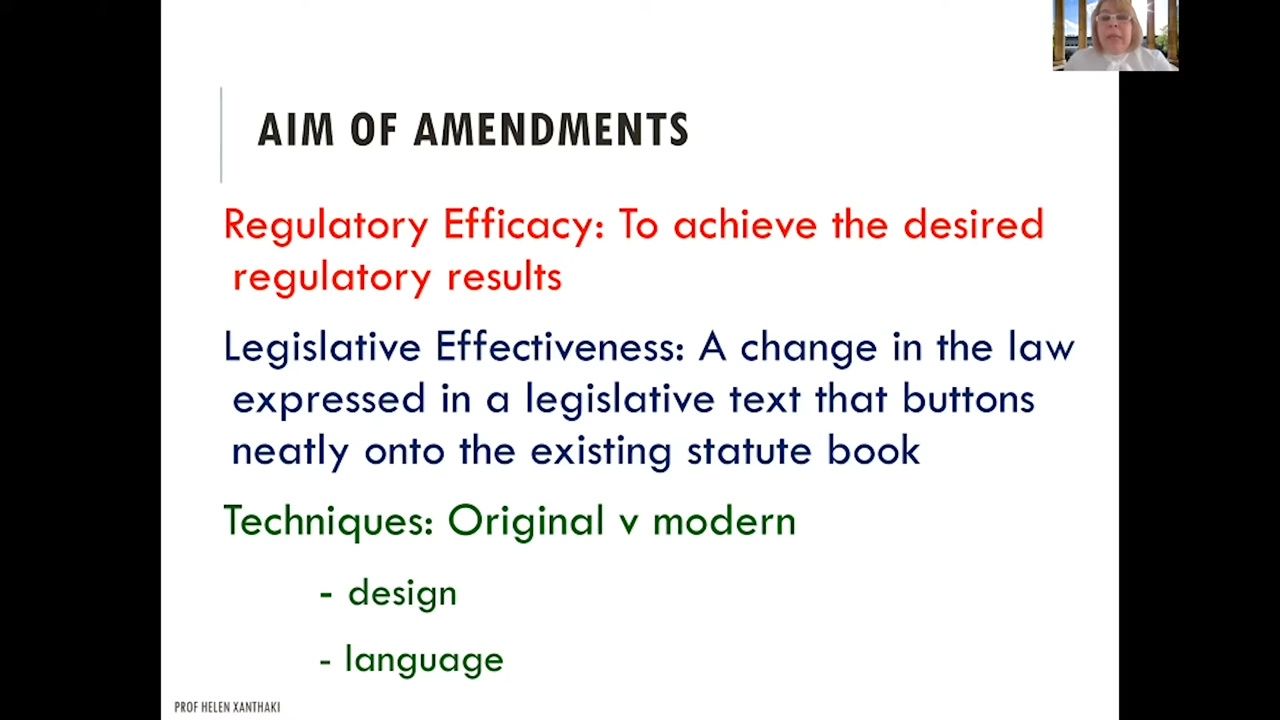 AIM OF AMENDMENTS
Regulatory Efficacy: To achieve the desired
regulatory results
Legislative Effectiveness: A change in the law
expressed in a legislative text that buttons
neatly onto the existing statute book
Techniques: Original v modern
- design
- language
PROF HELEN XANTHAKI